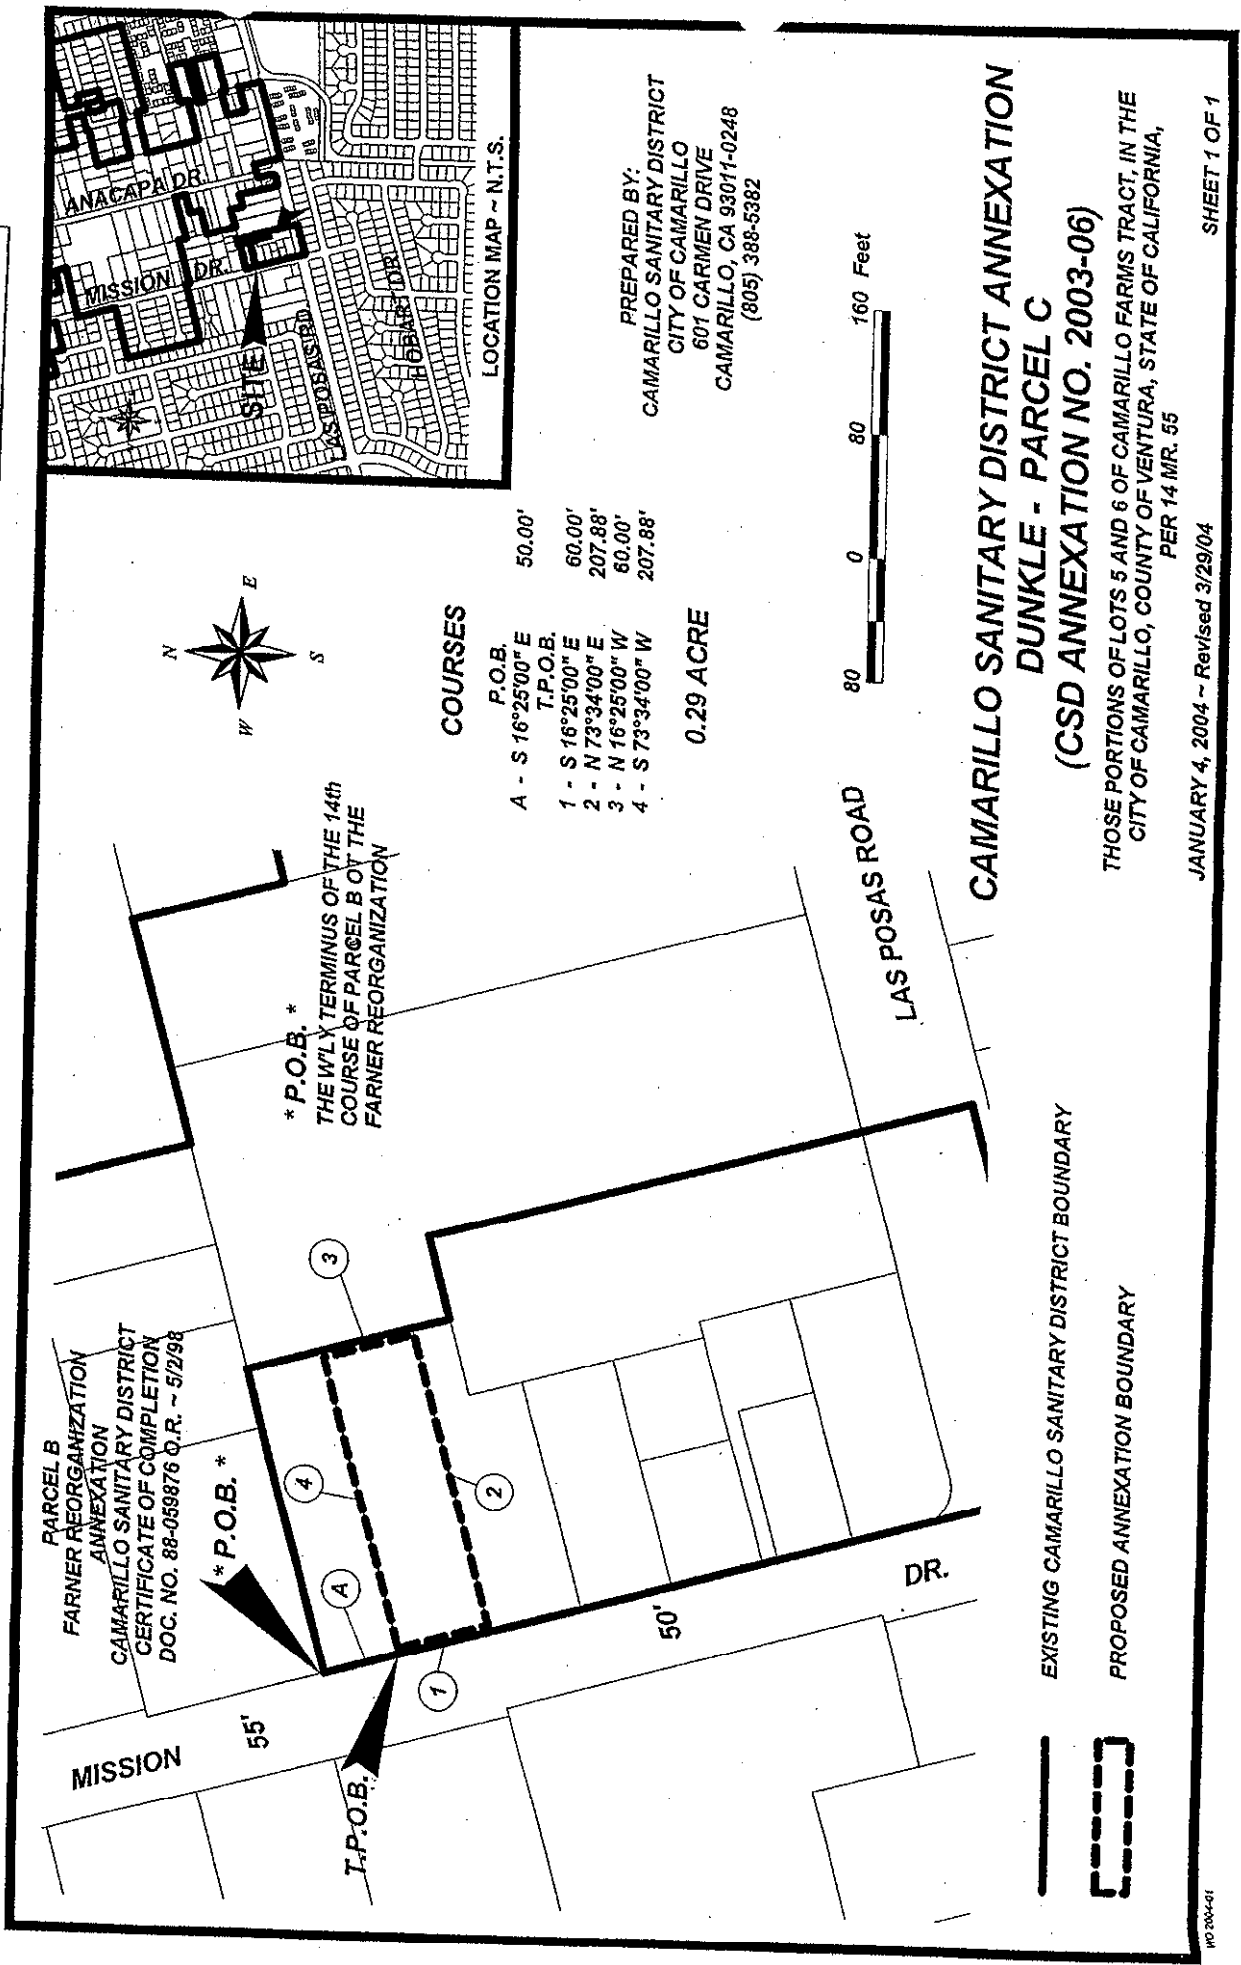 PARCEL B
FARNER REORGANIZATION
ANNEXATION
CAMARILLO SANITARY DISTRICT
CERTIFICATE OF COMPLETION
DOC. NO. 88-059876 O.R. ~ 5/2/98
* P.O.B. *
* P.O.B. *
THE W'LY TERMINUS OF THE 14th
COURSE OF PARCEL B OT THE
FARNER REORGANIZATION
MISSION
55'
T.P.O.B.
A
1
2
3
4
50'
DR.
LAS POSAS ROAD
N
W
E
S
COURSES
P.O.B.
A - S 16°25'00" E 50.00'
T.P.O.B.
1 - S 16°25'00" E 60.00'
2 - N 73°34'00" E 207.88'
3 - N 16°25'00" W 60.00'
4 - S 73°34'00" W 207.88'
0.29 ACRE
ANACAPA DR.
MISSION DR.
SITE
LAS POSAS RD
HOBART DR.
LOCATION MAP ~ N.T.S.
PREPARED BY:
CAMARILLO SANITARY DISTRICT
CITY OF CAMARILLO
601 CARMEN DRIVE
CAMARILLO, CA 93011-0248
(805) 388-5382
80 0 80 160 Feet
EXISTING CAMARILLO SANITARY DISTRICT BOUNDARY
PROPOSED ANNEXATION BOUNDARY
CAMARILLO SANITARY DISTRICT ANNEXATION
DUNKLE - PARCEL C
(CSD ANNEXATION NO. 2003-06)
THOSE PORTIONS OF LOTS 5 AND 6 OF CAMARILLO FARMS TRACT, IN THE
CITY OF CAMARILLO, COUNTY OF VENTURA, STATE OF CALIFORNIA,
PER 14 MR. 55
JANUARY 4, 2004 ~ Revised 3/29/04
SHEET 1 OF 1
WO 2004-01